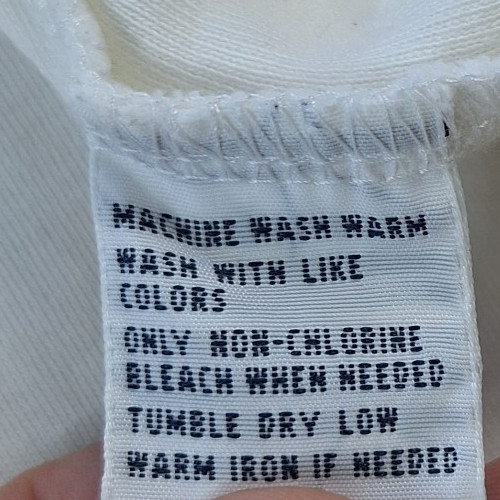 MACHINE WASH WARM
WASH WITH LIKE
COLORS
ONLY NON-CHLORINE
BLEACH WHEN NEEDED
TUMBLE DRY LOW
WARM IRON IF NEEDED